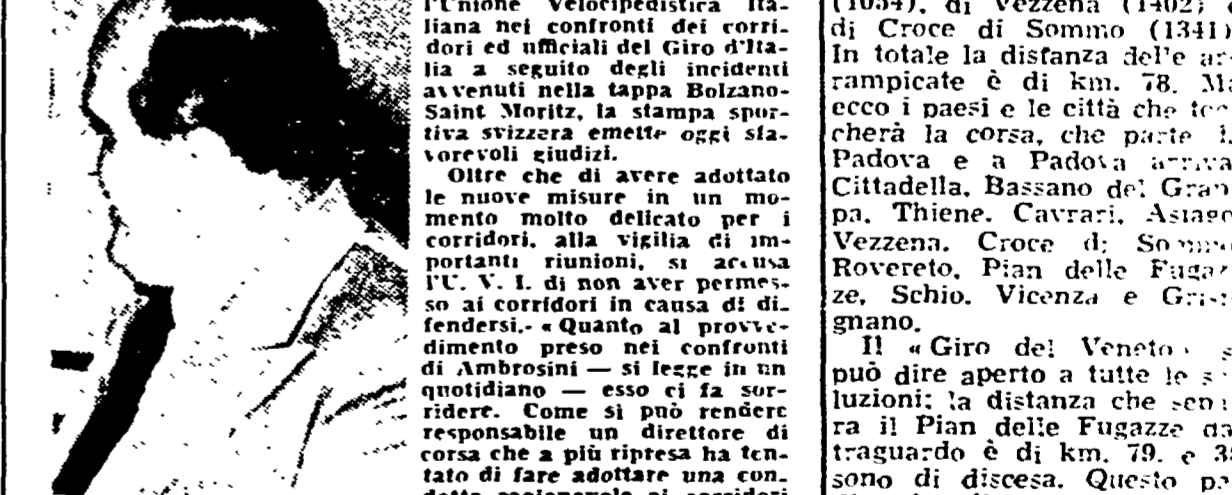 l'Unione Velocipedistica Ita-
liana nei confronti dei corri-
dori ed ufficiali del Giro d'Ita-
lia a seguito degli incidenti
avvenuti nella tappa Bolzano-
Saint Moritz, la stampa spor-
tiva svizzera emette oggi sfa-
vorevoli giudizi.
Oltre che di avere adottato
le nuove misure in un mo-
mento molto delicato per i
corridori, alla vigilia di im-
portanti riunioni, si accusa
l'U. V. I. di non aver permes-
so ai corridori in causa di di-
fendersi.- « Quanto al provve-
dimento preso nei confronti
di Ambrosini — si legge in un
quotidiano — esso ci fa sor-
ridere. Come si può rendere
responsabile un direttore di
corsa che a più ripresa ha ten-
tato di fare adottare una con-
di Vezzena (1402)
di Croce di Sommo (1341)
In totale la distanza delle ar-
rampicate è di km. 78. Ma
ecco i paesi e le città che toc-
cherà la corsa, che parte
Padova e a Padova arriva
Cittadella, Bassano del Grap-
pa, Thiene. Cavrari, Asiago
Vezzena, Croce di Sommo
Rovereto, Pian delle Fugaz-
ze, Schio, Vicenza e Gri-
gnano.
Il « Giro del Veneto » s
può dire aperto a tutte le s
luzioni: la distanza che
ra il Pian delle Fugazze
traguardo è di km. 79. e
sono di discesa. Questo